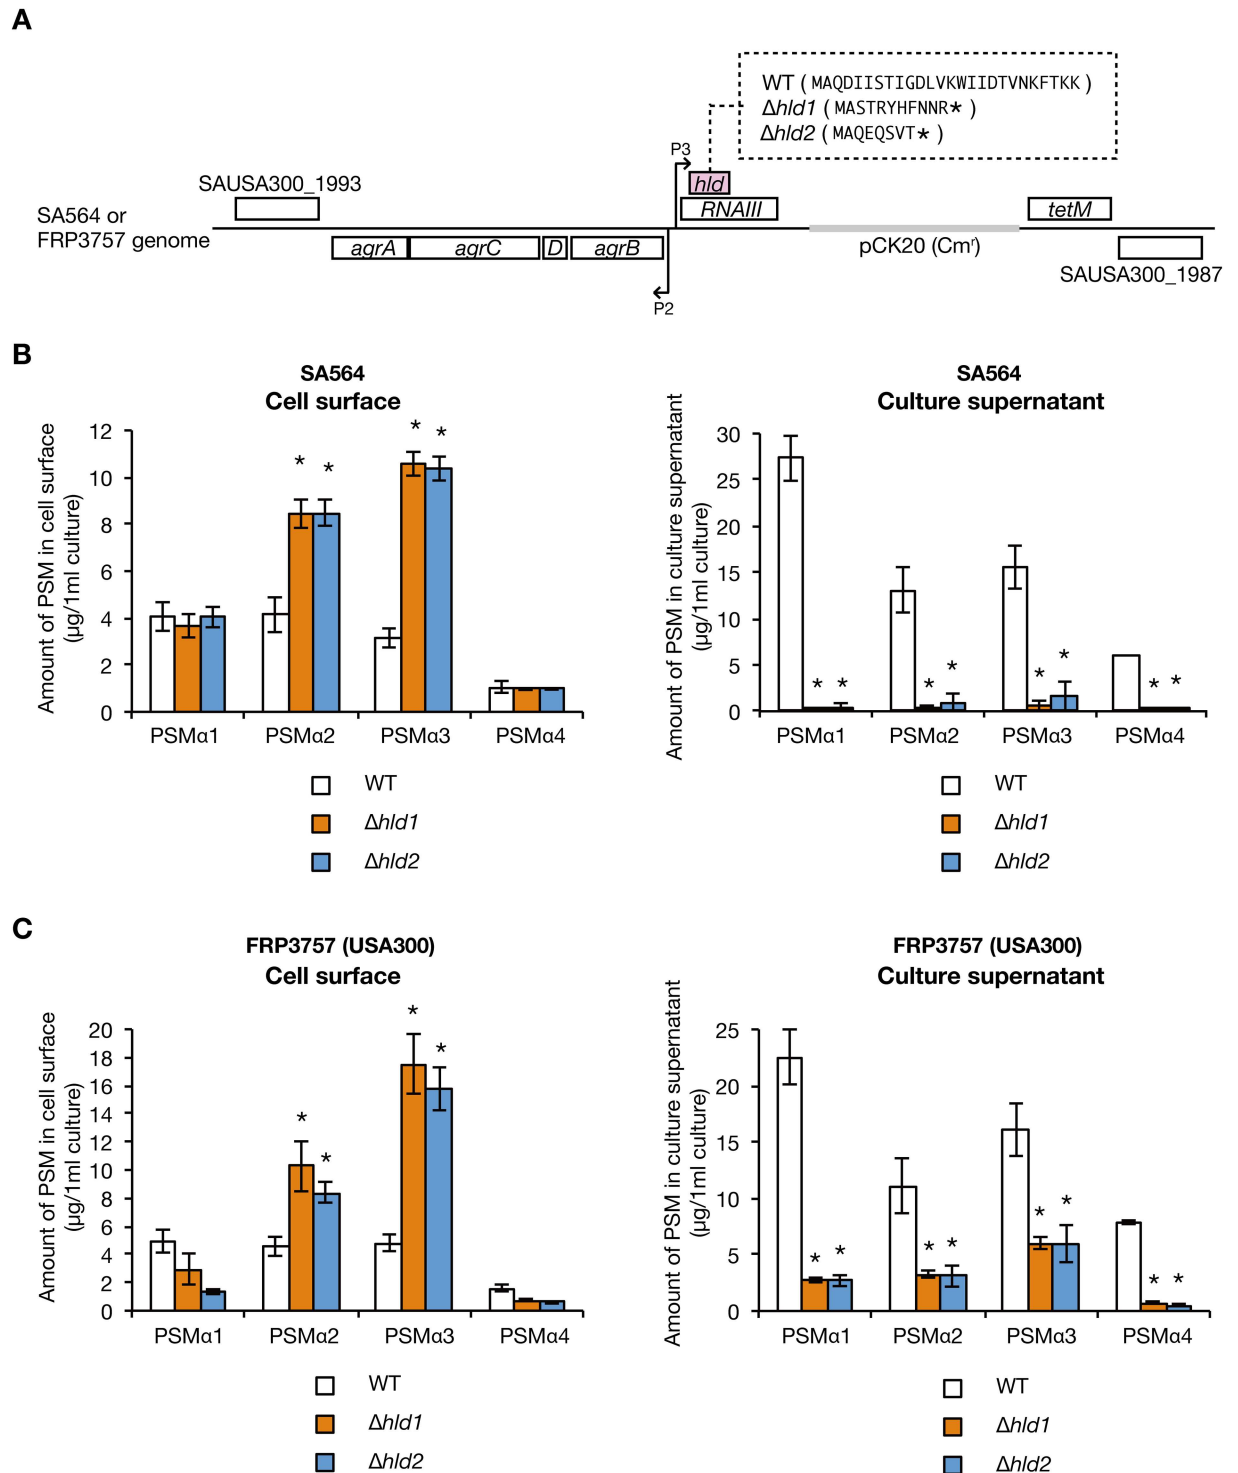 A
WT ( MAQDIISTIGDLVKWIIDTVNKFTKK )
Δhld1 ( MASTRYHFNNR* )
Δhld2 ( MAQEQSVT* )
P3
SAUSA300_1993
hld
SA564 or
FRP3757 genome
RNAIII
tetM
agrA
agrC
D
agrB
pCK20 (Cmʳ)
SAUSA300_1987
P2
B
SA564
Cell surface
Amount of PSM in cell surface
(µg/1ml culture)
12
10
8
6
4
2
0
* * * *
PSMα1 PSMα2 PSMα3 PSMα4
WT
Δhld1
Δhld2
SA564
Culture supernatant
Amount of PSM in culture supernatant
(µg/1ml culture)
30
25
20
15
10
5
0
* * * * * * * *
PSMα1 PSMα2 PSMα3 PSMα4
WT
Δhld1
Δhld2
C
FRP3757 (USA300)
Cell surface
Amount of PSM in cell surface
(µg/1ml culture)
20
18
16
14
12
10
8
6
4
2
0
* * * *
PSMα1 PSMα2 PSMα3 PSMα4
WT
Δhld1
Δhld2
FRP3757 (USA300)
Culture supernatant
Amount of PSM in culture supernatant
(µg/1ml culture)
25
20
15
10
5
0
* * * * * * * *
PSMα1 PSMα2 PSMα3 PSMα4
WT
Δhld1
Δhld2